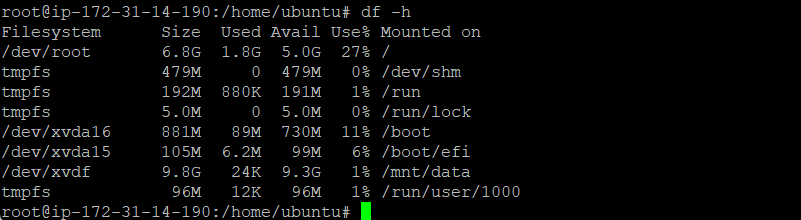 root@ip-172-31-14-190:/home/ubuntu# df -h
Filesystem      Size  Used Avail Use% Mounted on
/dev/root       6.8G  1.8G  5.0G  27% /
tmpfs           479M     0  479M   0% /dev/shm
tmpfs           192M  880K  191M   1% /run
tmpfs           5.0M     0  5.0M   0% /run/lock
/dev/xvda16     881M   89M  730M  11% /boot
/dev/xvda15     105M  6.2M   99M   6% /boot/efi
/dev/xvdf       9.8G   24K  9.3G   1% /mnt/data
tmpfs            96M   12K   96M   1% /run/user/1000
root@ip-172-31-14-190:/home/ubuntu#